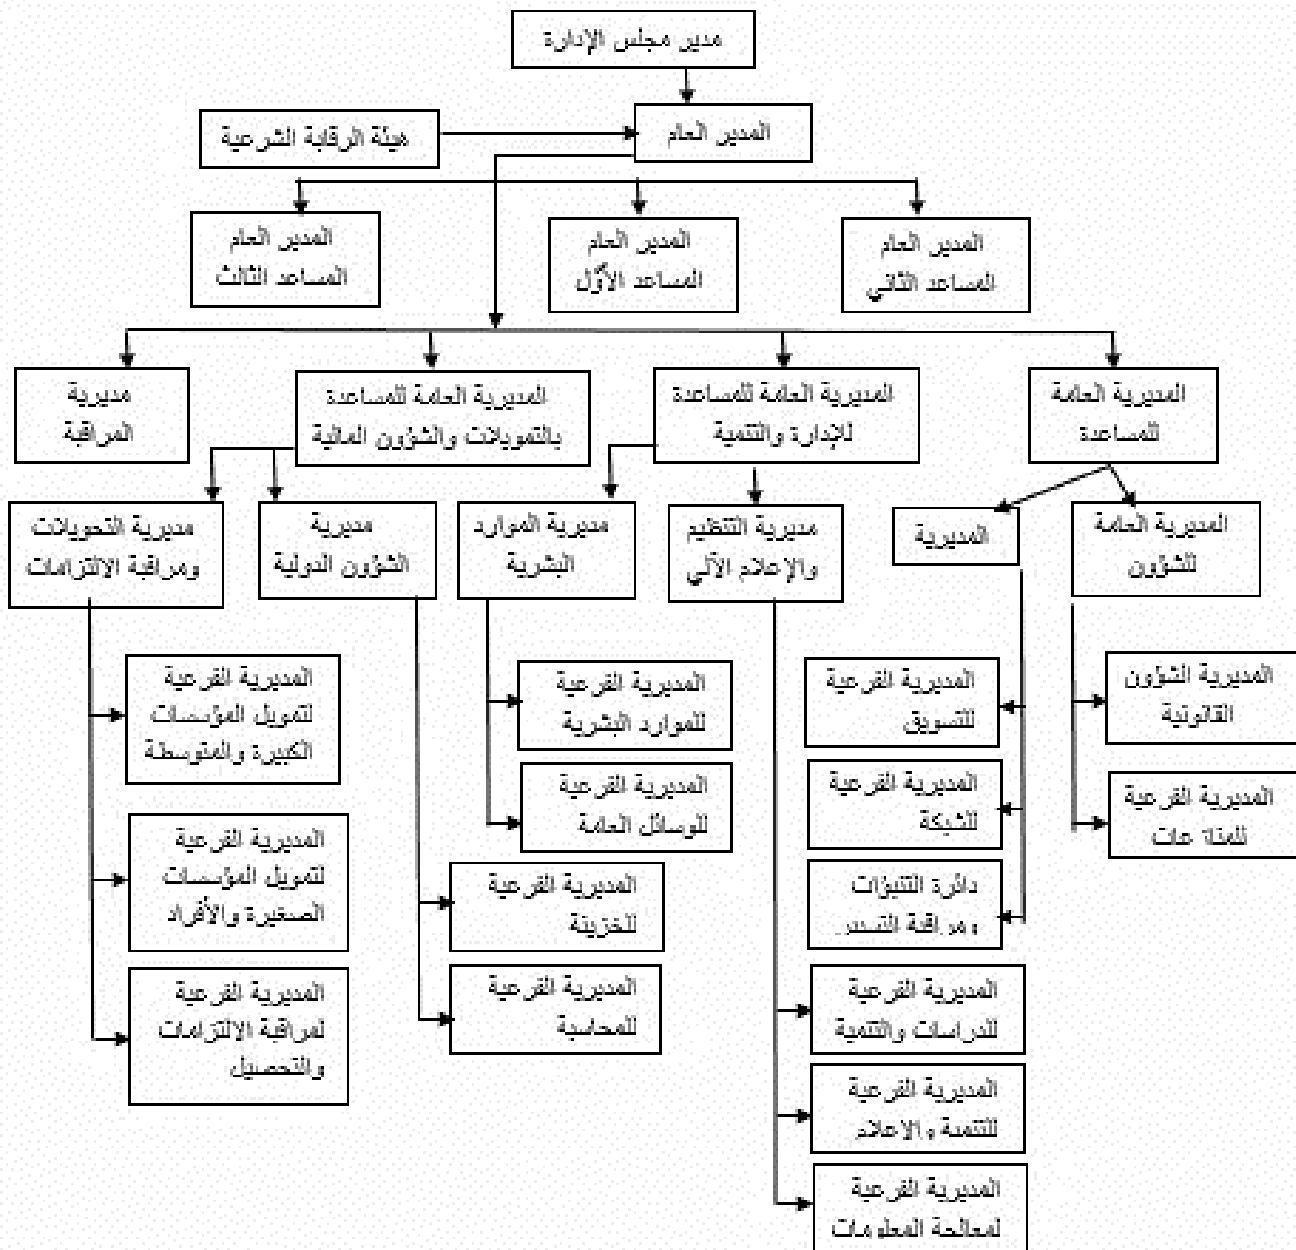 مدير مجلس الإدارة
المدير العام
هيئة الرقابة الشرعية
المدير العام
المساعد الثاني
المدير العام
المساعد الأول
المدير العام
المساعد الثالث
المديرية العامة
للمساعدة
المديرية العامة للمساعدة
للإدارة والتنمية
المديرية العامة للمساعدة
بالتمويلات والشؤون المالية
مديرية
المراقبة
المديرية العامة
للشؤون
المديرية
مديرية التنظيم
والإعلام الآلي
مديرية الموارد
البشرية
مديرية
الشؤون الدولية
مديرية التحويلات
ومراقبة الالتزامات
المديرية الشؤون
القانونية
المديرية الفرعية
للمنازعات
المديرية الفرعية
للتسويق
المديرية الفرعية
للشبكة
دائرة التنبؤات
ومراقبة التسيير
المديرية الفرعية
للدراسات والتنمية
المديرية الفرعية
للتنمية والإعلام
المديرية الفرعية
لمعالجة المعلومات
المديرية الفرعية
للموارد البشرية
المديرية الفرعية
للوسائل العامة
المديرية الفرعية
للخزينة
المديرية الفرعية
للمحاسبة
المديرية الفرعية
لتمويل المؤسسات
الكبيرة والمتوسطة
المديرية الفرعية
لتمويل المؤسسات
الصغيرة والأفراد
المديرية الفرعية
لمراقبة الالتزامات
والتحصيل